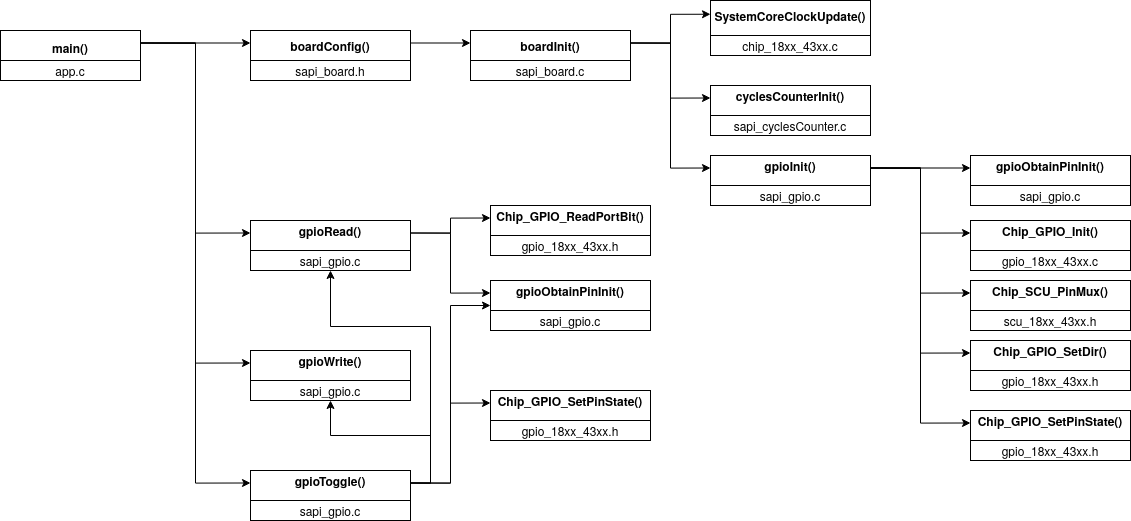 main()
app.c
boardConfig()
sapi_board.h
boardInit()
sapi_board.c
SystemCoreClockUpdate()
chip_18xx_43xx.c
cyclesCounterInit()
sapi_cyclesCounter.c
gpioInit()
sapi_gpio.c
gpioObtainPinInit()
sapi_gpio.c
Chip_GPIO_Init()
gpio_18xx_43xx.c
Chip_SCU_PinMux()
scu_18xx_43xx.h
Chip_GPIO_SetDir()
gpio_18xx_43xx.h
Chip_GPIO_SetPinState()
gpio_18xx_43xx.h
gpioRead()
sapi_gpio.c
Chip_GPIO_ReadPortBit()
gpio_18xx_43xx.h
gpioObtainPinInit()
sapi_gpio.c
gpioWrite()
sapi_gpio.c
Chip_GPIO_SetPinState()
gpio_18xx_43xx.h
gpioToggle()
sapi_gpio.c